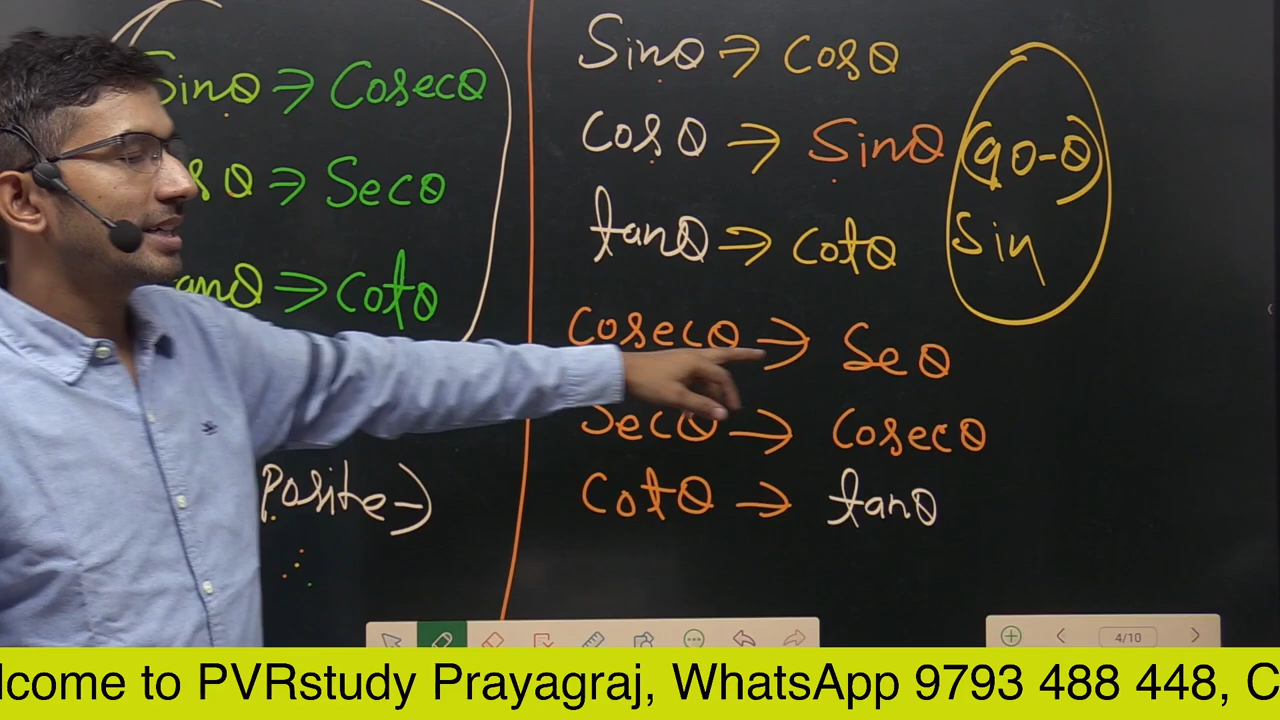 Sinθ ⇒ Cosecθ
θ ⇒ Secθ
⇒ Cotθ
Posite→)
Sinθ ⇒ Cosθ
Cosθ → Sinθ
tanθ ⇒ Cotθ
(90-θ)
Sin
Cosecθ → Seθ
Secθ → Cosecθ
Cotθ → tanθ
4/10
lcome to PVRstudy Prayagraj, WhatsApp 9793 488 448, C